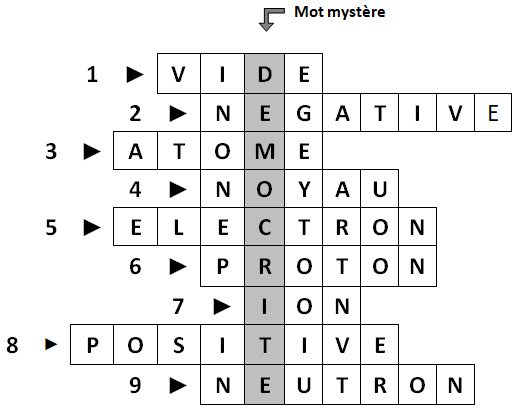 Mot mystère
1 ► V I D E
2 ► N E G A T I V E
3 ► A T O M E
4 ► N O Y A U
5 ► E L E C T R O N
6 ► P R O T O N
7 ► I O N
8 ► P O S I T I V E
9 ► N E U T R O N